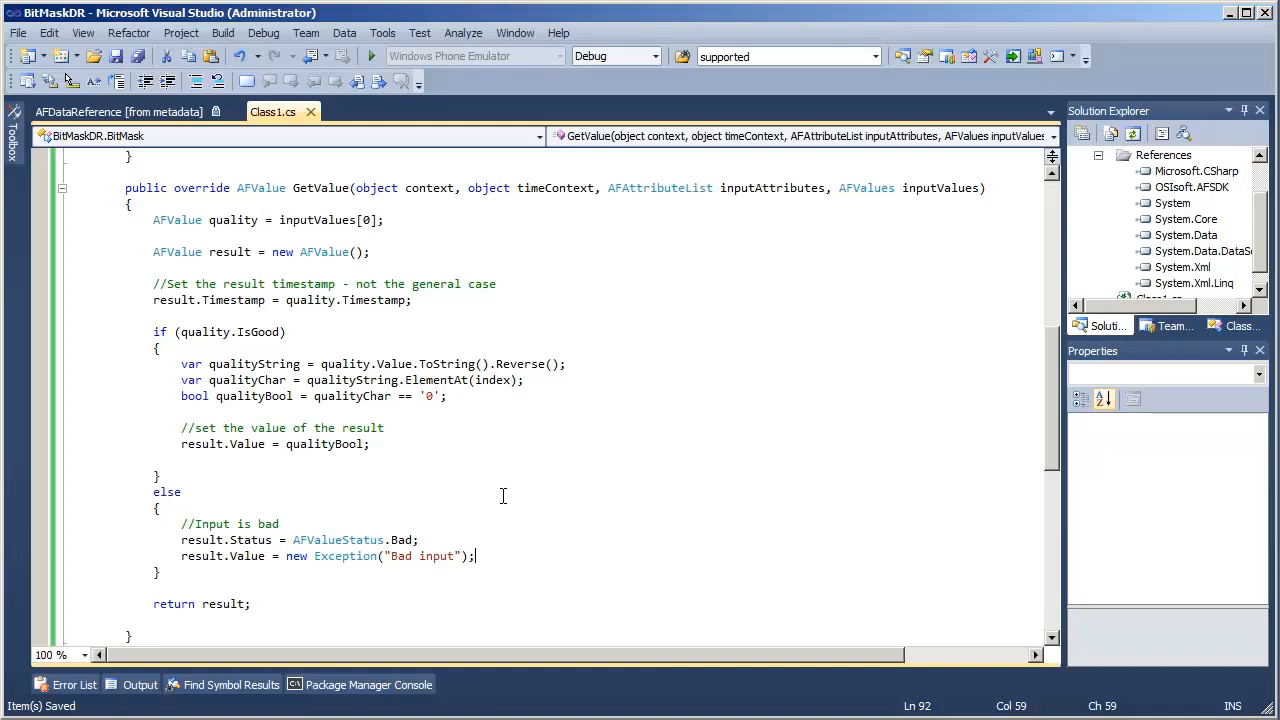 BitMaskDR - Microsoft Visual Studio (Administrator)
File Edit View Refactor Project Build Debug Team Data Tools Test Analyze Window Help
Windows Phone Emulator Debug supported
AFDataReference [from metadata] Class1.cs
BitMaskDR.BitMask GetValue(object context, object timeContext, AFAttributeList inputAttributes, AFValues inputValues
}
public override AFValue GetValue(object context, object timeContext, AFAttributeList inputAttributes, AFValues inputValues)
{
AFValue quality = inputValues[0];
AFValue result = new AFValue();
//Set the result timestamp - not the general case
result.Timestamp = quality.Timestamp;
if (quality.IsGood)
{
var qualityString = quality.Value.ToString().Reverse();
var qualityChar = qualityString.ElementAt(index);
bool qualityBool = qualityChar == '0';
//set the value of the result
result.Value = qualityBool;
}
else
{
//Input is bad
result.Status = AFValueStatus.Bad;
result.Value = new Exception("Bad input");
}
return result;
}
100 %
Toolbox
Solution Explorer
References
Microsoft.CSharp
OSIsoft.AFSDK
System
System.Core
System.Data
System.Data.DataS
System.Xml
System.Xml.Linq
Class1.cs
Soluti... Team... Class...
Properties
Error List Output Find Symbol Results Package Manager Console
Item(s) Saved Ln 92 Col 59 Ch 59 INS